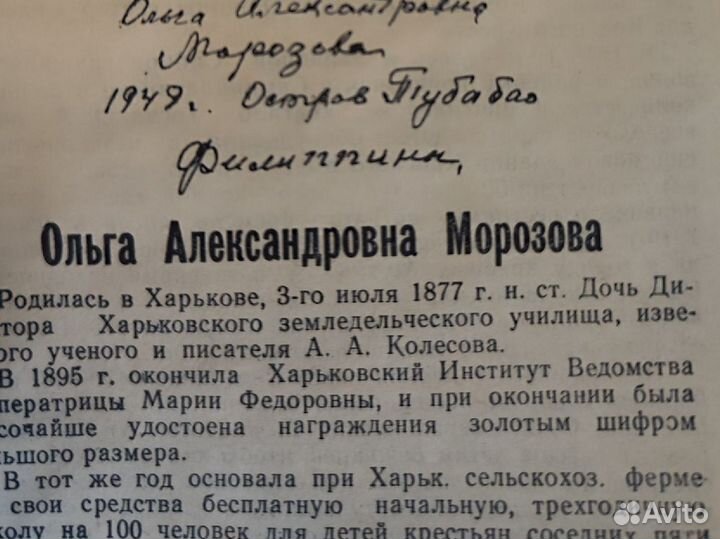 Ольга Александровна
Морозова
1949г. Остров Тубабао
Филиппины,
Ольга Александровна Морозова
Родилась в Харькове, 3-го июля 1877 г. н. ст. Дочь Ди-
тора Харьковского земледельческого училища, изве-
ого ученого и писателя А. А. Колесова.
В 1895 г. окончила Харьковский Институт Ведомства
ператрицы Марии Федоровны, и при окончании была
сочайше удостоена награждения золотым шифром
льшого размера.
В тот же год основала при Харьк. сельскохоз. ферме
свои средства бесплатную начальную, трехгодичную
колу на 100 человек для детей крестьян соседних пяти
Avito